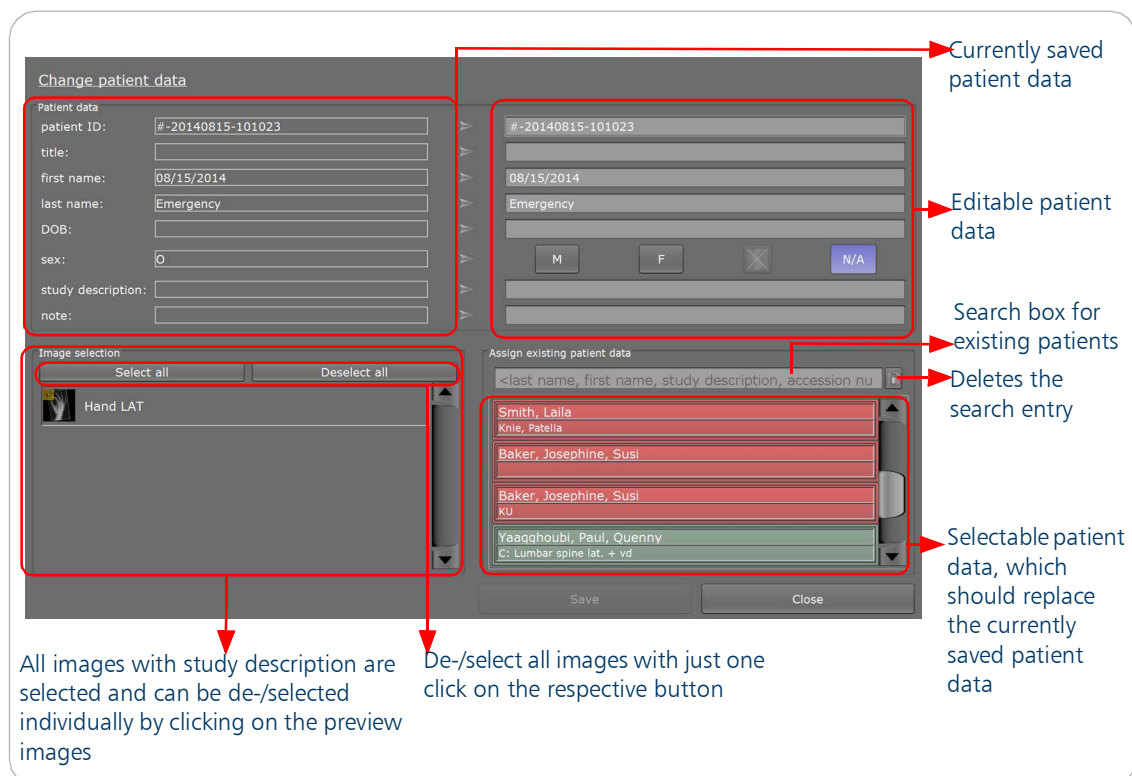 Currently saved
patient data
Change patient data
Patient data
patient ID: #-20140815-101023 #-20140815-101023
title:
first name: 08/15/2014 08/15/2014
last name: Emergency Emergency
DOB:
sex: O M F X N/A
study description:
note:
Editable patient
data
Search box for
existing patients
Image selection
Select all Deselect all
Hand LAT
Assign existing patient data
<last name, first name, study description, accession nu
Deletes the
search entry
Smith, Laila
Knie, Patella
Baker, Josephine, Susi
Baker, Josephine, Susi
KU
Yaagghoubi, Paul, Quenny
C: Lumbar spine lat. + vd
Selectable patient
data, which
should replace
the currently
saved patient
data
Save Close
All images with study description are
selected and can be de-/selected
individually by clicking on the preview
images
De-/select all images with just one
click on the respective button